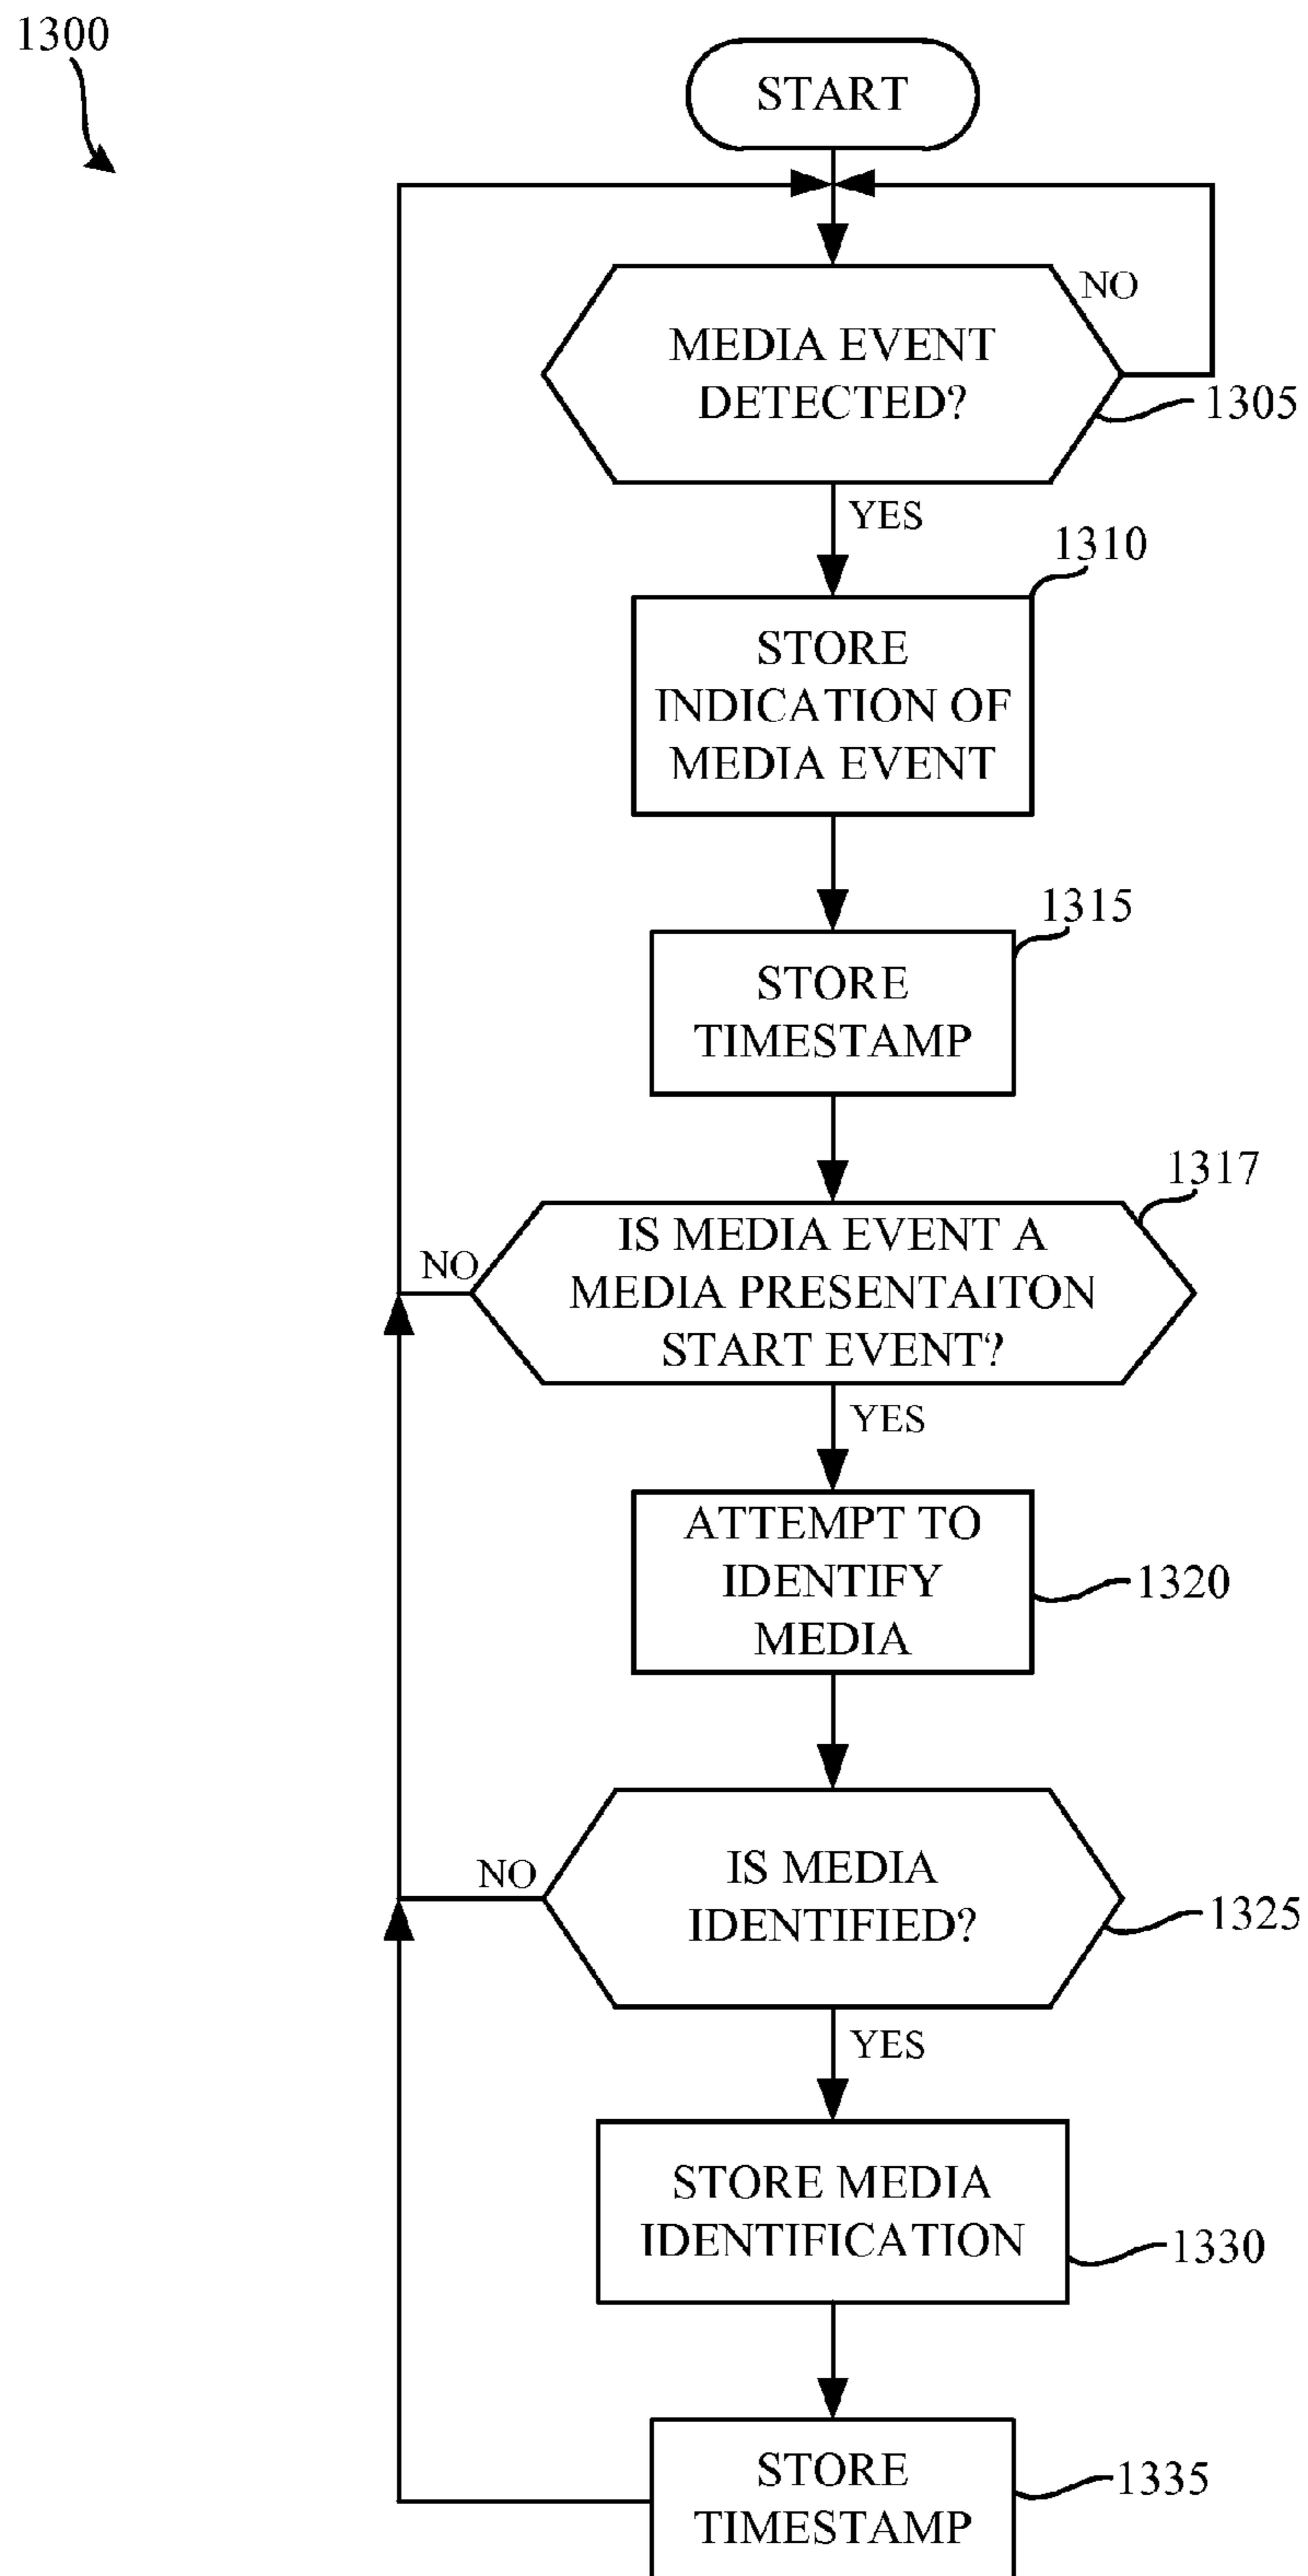 1300
START
NO
MEDIA EVENT
DETECTED?
1305
YES
1310
STORE
INDICATION OF
MEDIA EVENT
1315
STORE
TIMESTAMP
1317
IS MEDIA EVENT A
NO
MEDIA PRESENTAITON
START EVENT?
YES
ATTEMPT TO
IDENTIFY
MEDIA
1320
NO
IS MEDIA
IDENTIFIED?
1325
YES
STORE MEDIA
IDENTIFICATION
1330
STORE
TIMESTAMP
1335